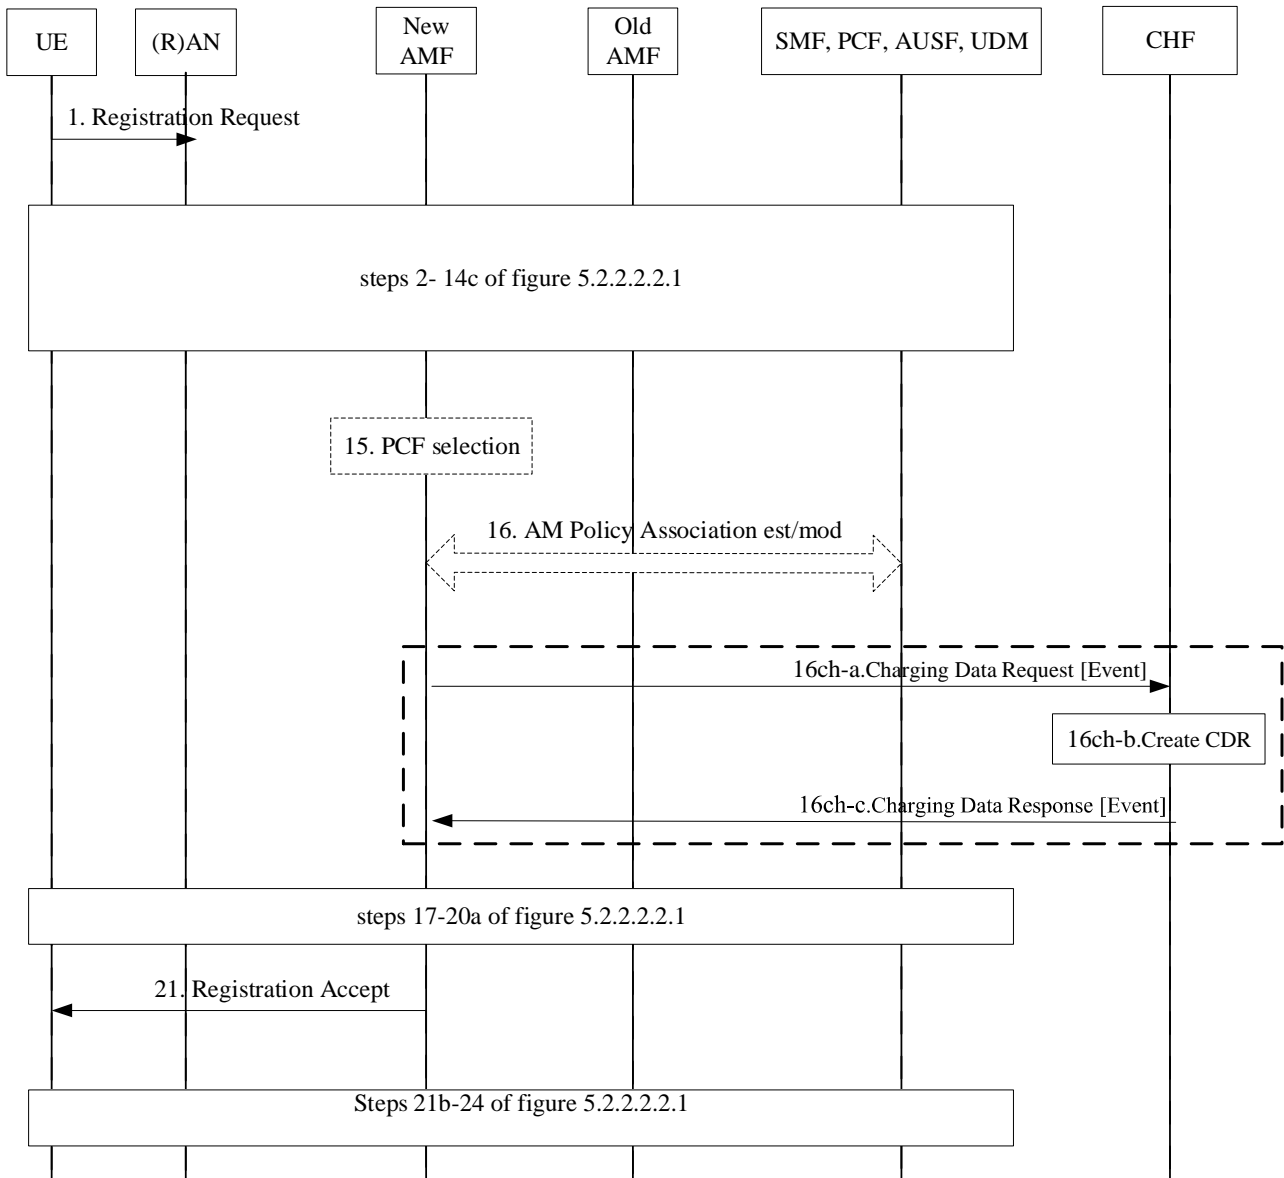 UE
(R)AN
New
AMF
Old
AMF
SMF, PCF, AUSF, UDM
CHF
1. Registration Request
steps 2- 14c of figure 5.2.2.2.2.1
15. PCF selection
16. AM Policy Association est/mod
16ch-a.Charging Data Request [Event]
16ch-b.Create CDR
16ch-c.Charging Data Response [Event]
steps 17-20a of figure 5.2.2.2.2.1
21. Registration Accept
Steps 21b-24 of figure 5.2.2.2.2.1